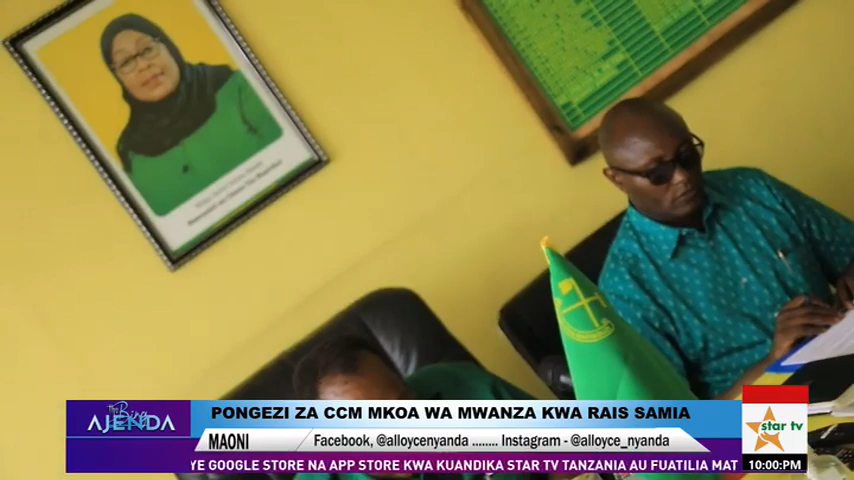 The Big
AJENDA
PONGEZI ZA CCM MKOA WA MWANZA KWA RAIS SAMIA
MAONI
Facebook, @alloycenyanda ........ Instagram - @alloyce_nyanda
YE GOOGLE STORE NA APP STORE KWA KUANDIKA STAR TV TANZANIA AU FUATILIA MAT
star tv
10:00:PM